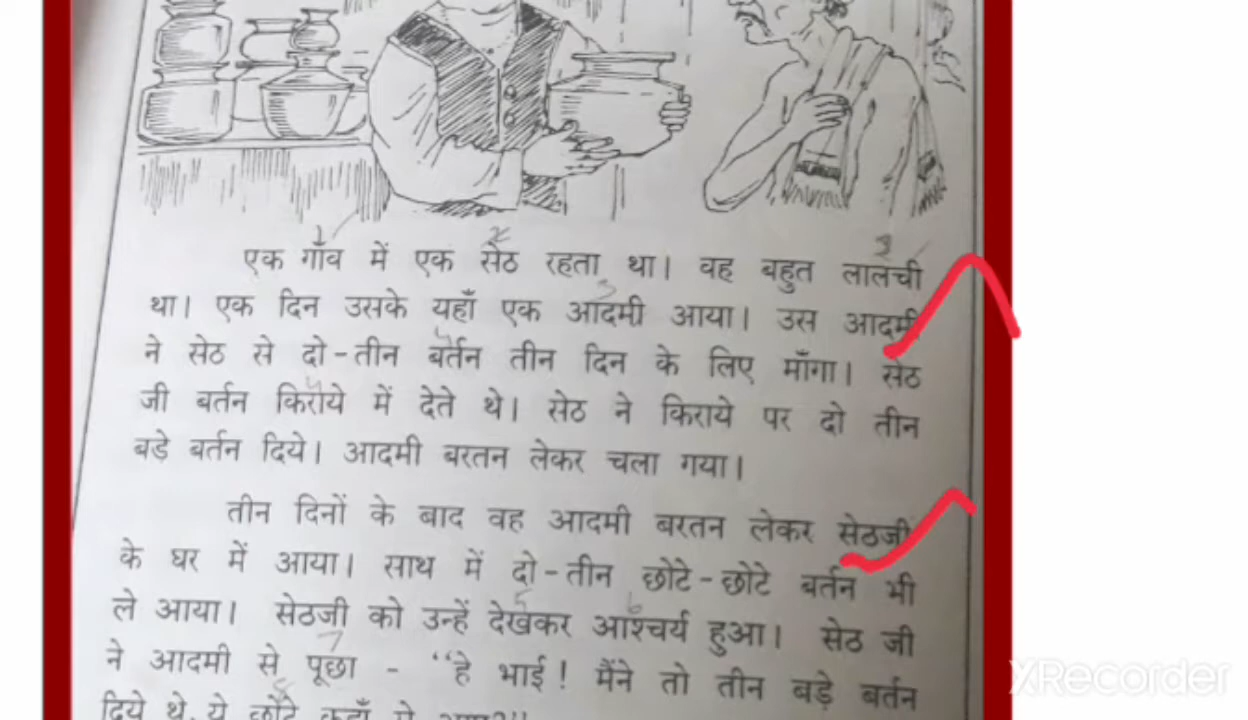 एक गाँव में एक सेठ रहता था। वह बहुत लालची
था। एक दिन उसके यहाँ एक आदमी आया। उस आदमी
ने सेठ से दो-तीन बर्तन तीन दिन के लिए माँगा। सेठ
जी बर्तन किराये में देते थे। सेठ ने किराये पर दो तीन
बड़े बर्तन दिये। आदमी बरतन लेकर चला गया।
तीन दिनों के बाद वह आदमी बरतन लेकर सेठजी
के घर में आया। साथ में दो-तीन छोटे-छोटे बर्तन भी
ले आया। सेठजी को उन्हें देखकर आश्चर्य हुआ। सेठ जी
ने आदमी से पूछा - “हे भाई! मैंने तो तीन बड़े बर्तन
दिये थे, ये छोटे कहाँ
XRecorder